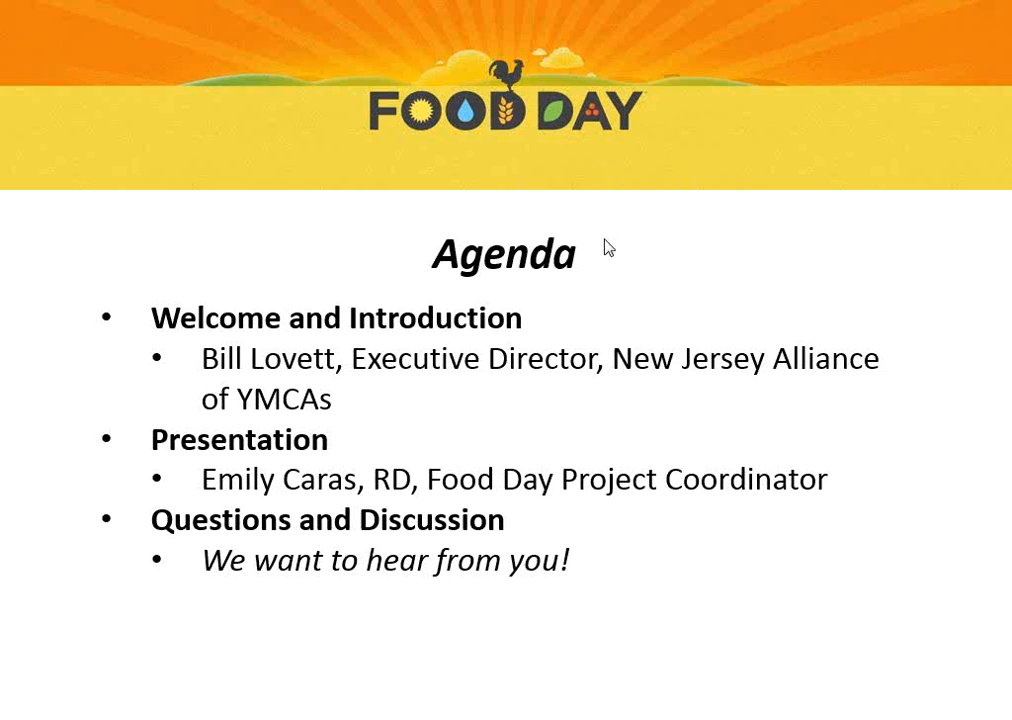 FOOD DAY
Agenda
• Welcome and Introduction
• Bill Lovett, Executive Director, New Jersey Alliance
of YMCAs
• Presentation
• Emily Caras, RD, Food Day Project Coordinator
• Questions and Discussion
• We want to hear from you!